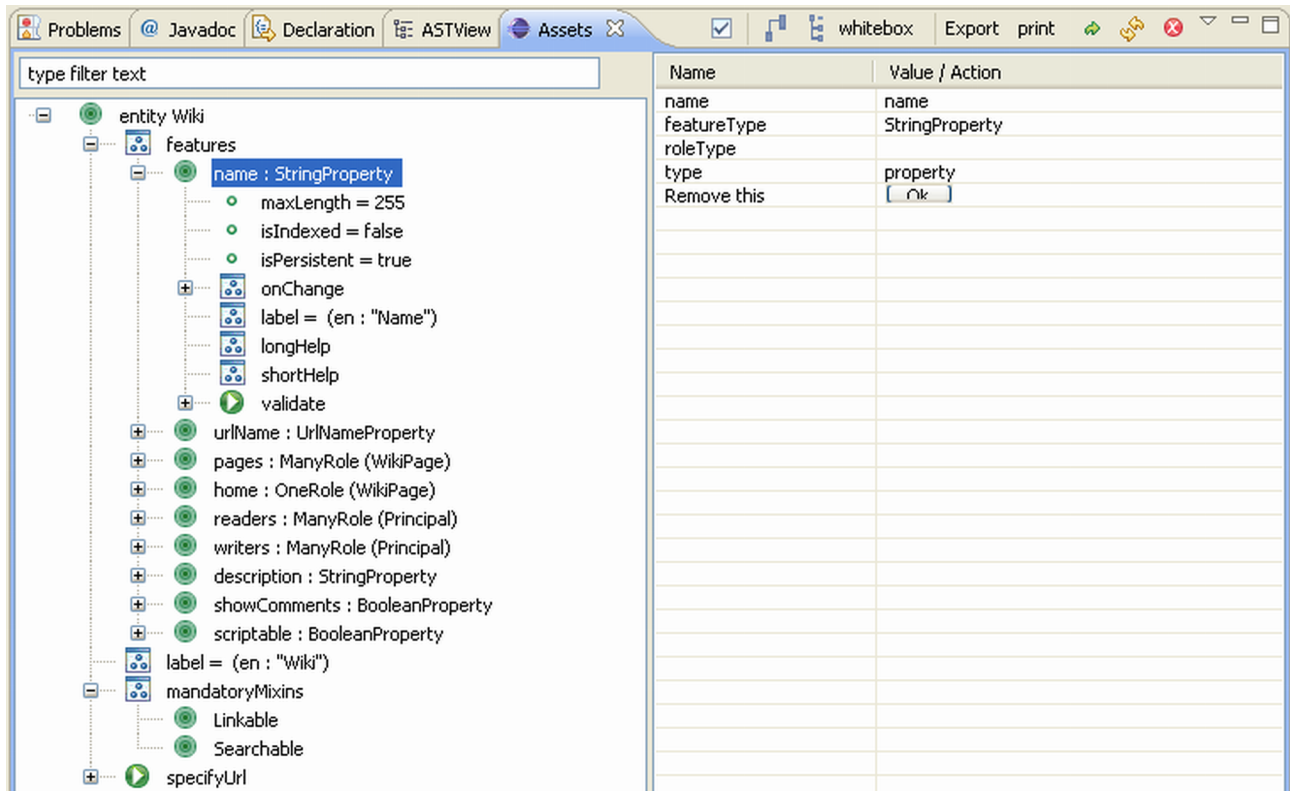 Problems @ Javadoc Declaration ASTView Assets whitebox Export print
type filter text
entity Wiki
features
name : StringProperty
maxLength = 255
isIndexed = false
isPersistent = true
onChange
label = (en : "Name")
longHelp
shortHelp
validate
urlName : UrlNameProperty
pages : ManyRole (WikiPage)
home : OneRole (WikiPage)
readers : ManyRole (Principal)
writers : ManyRole (Principal)
description : StringProperty
showComments : BooleanProperty
scriptable : BooleanProperty
label = (en : "Wiki")
mandatoryMixins
Linkable
Searchable
specifyUrl
Name Value / Action
name name
featureType StringProperty
roleType
type property
Remove this Ok